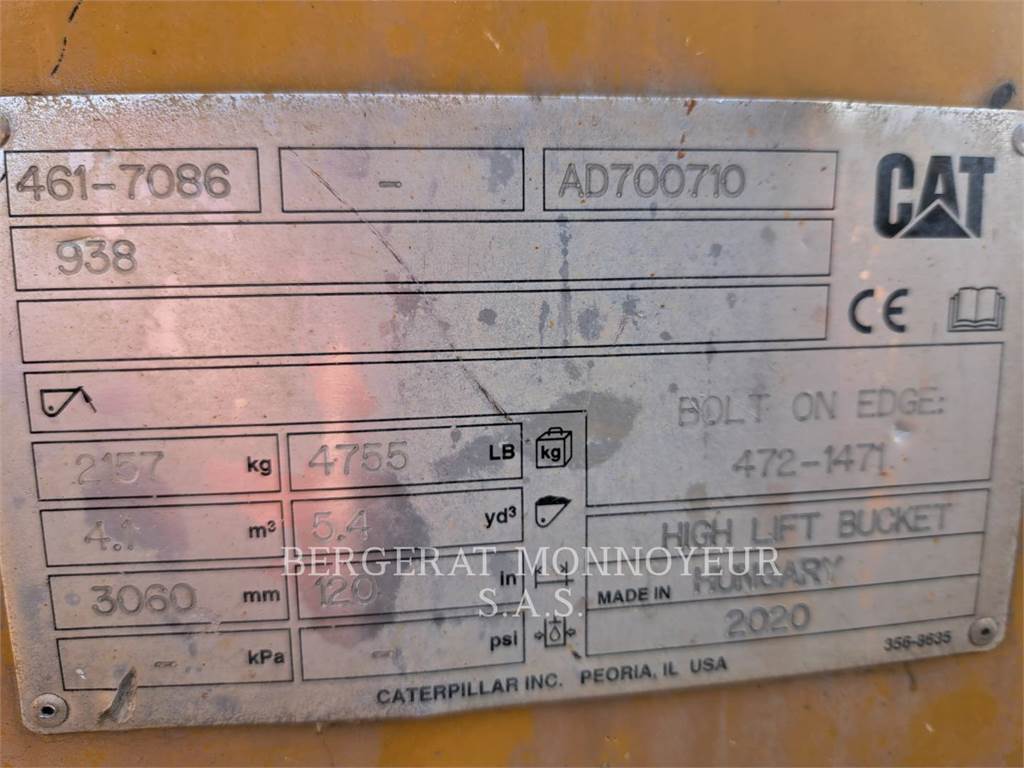 461-7086 - AD700710 CAT
938
CE
BOLT ON EDGE:
472-1471
2157 kg 4755 LB kg
4.1 m³ 5.4 yd³
HIGH LIFT BUCKET
BERGERAT MONNOYEUR
S.A.S.
3060 mm 120 in
MADE IN HUNGARY
2020
- kPa - psi
356-8635
CATERPILLAR INC. PEORIA, IL USA